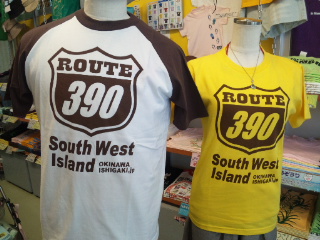 ROUTE
390
South West
Island OKINAWA
ISHIGAKI.JP
ROUTE
390
South West
Island OKINAWA
ISHIGAKI.JP